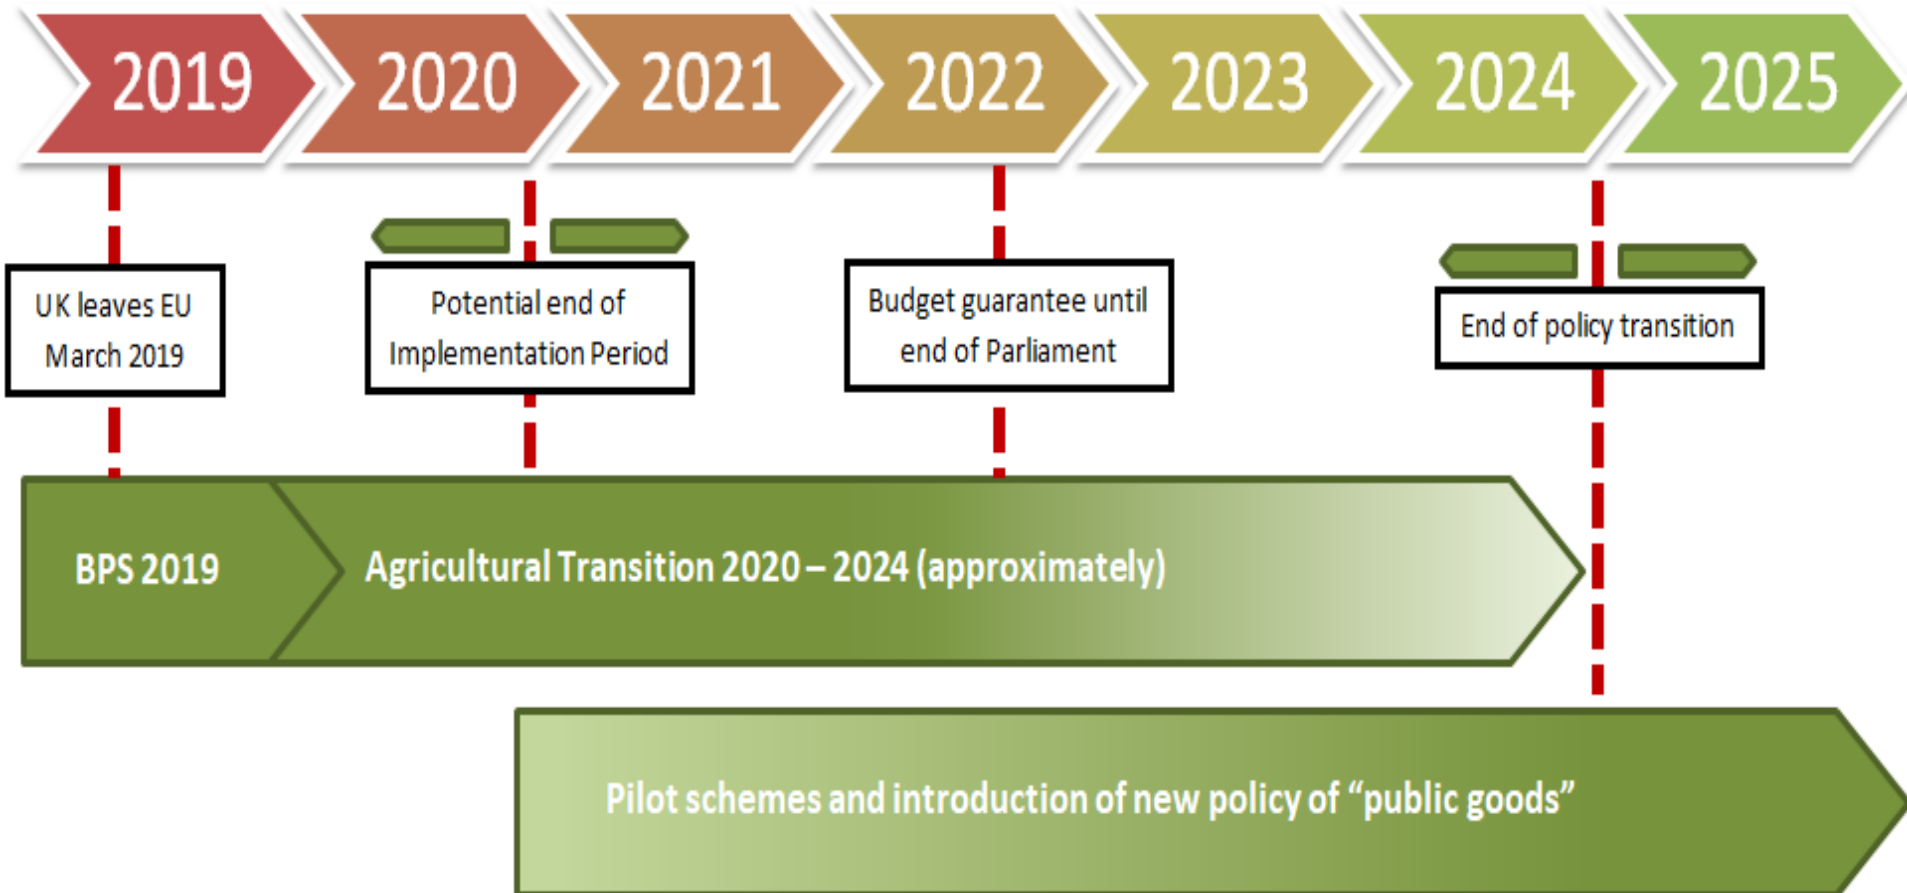 2019
2020
2021
2022
2023
2024
2025
UK leaves EU
March 2019
Potential end of
Implementation Period
Budget guarantee until
end of Parliament
End of policy transition
BPS 2019
Agricultural Transition 2020 – 2024 (approximately)
Pilot schemes and introduction of new policy of “public goods”